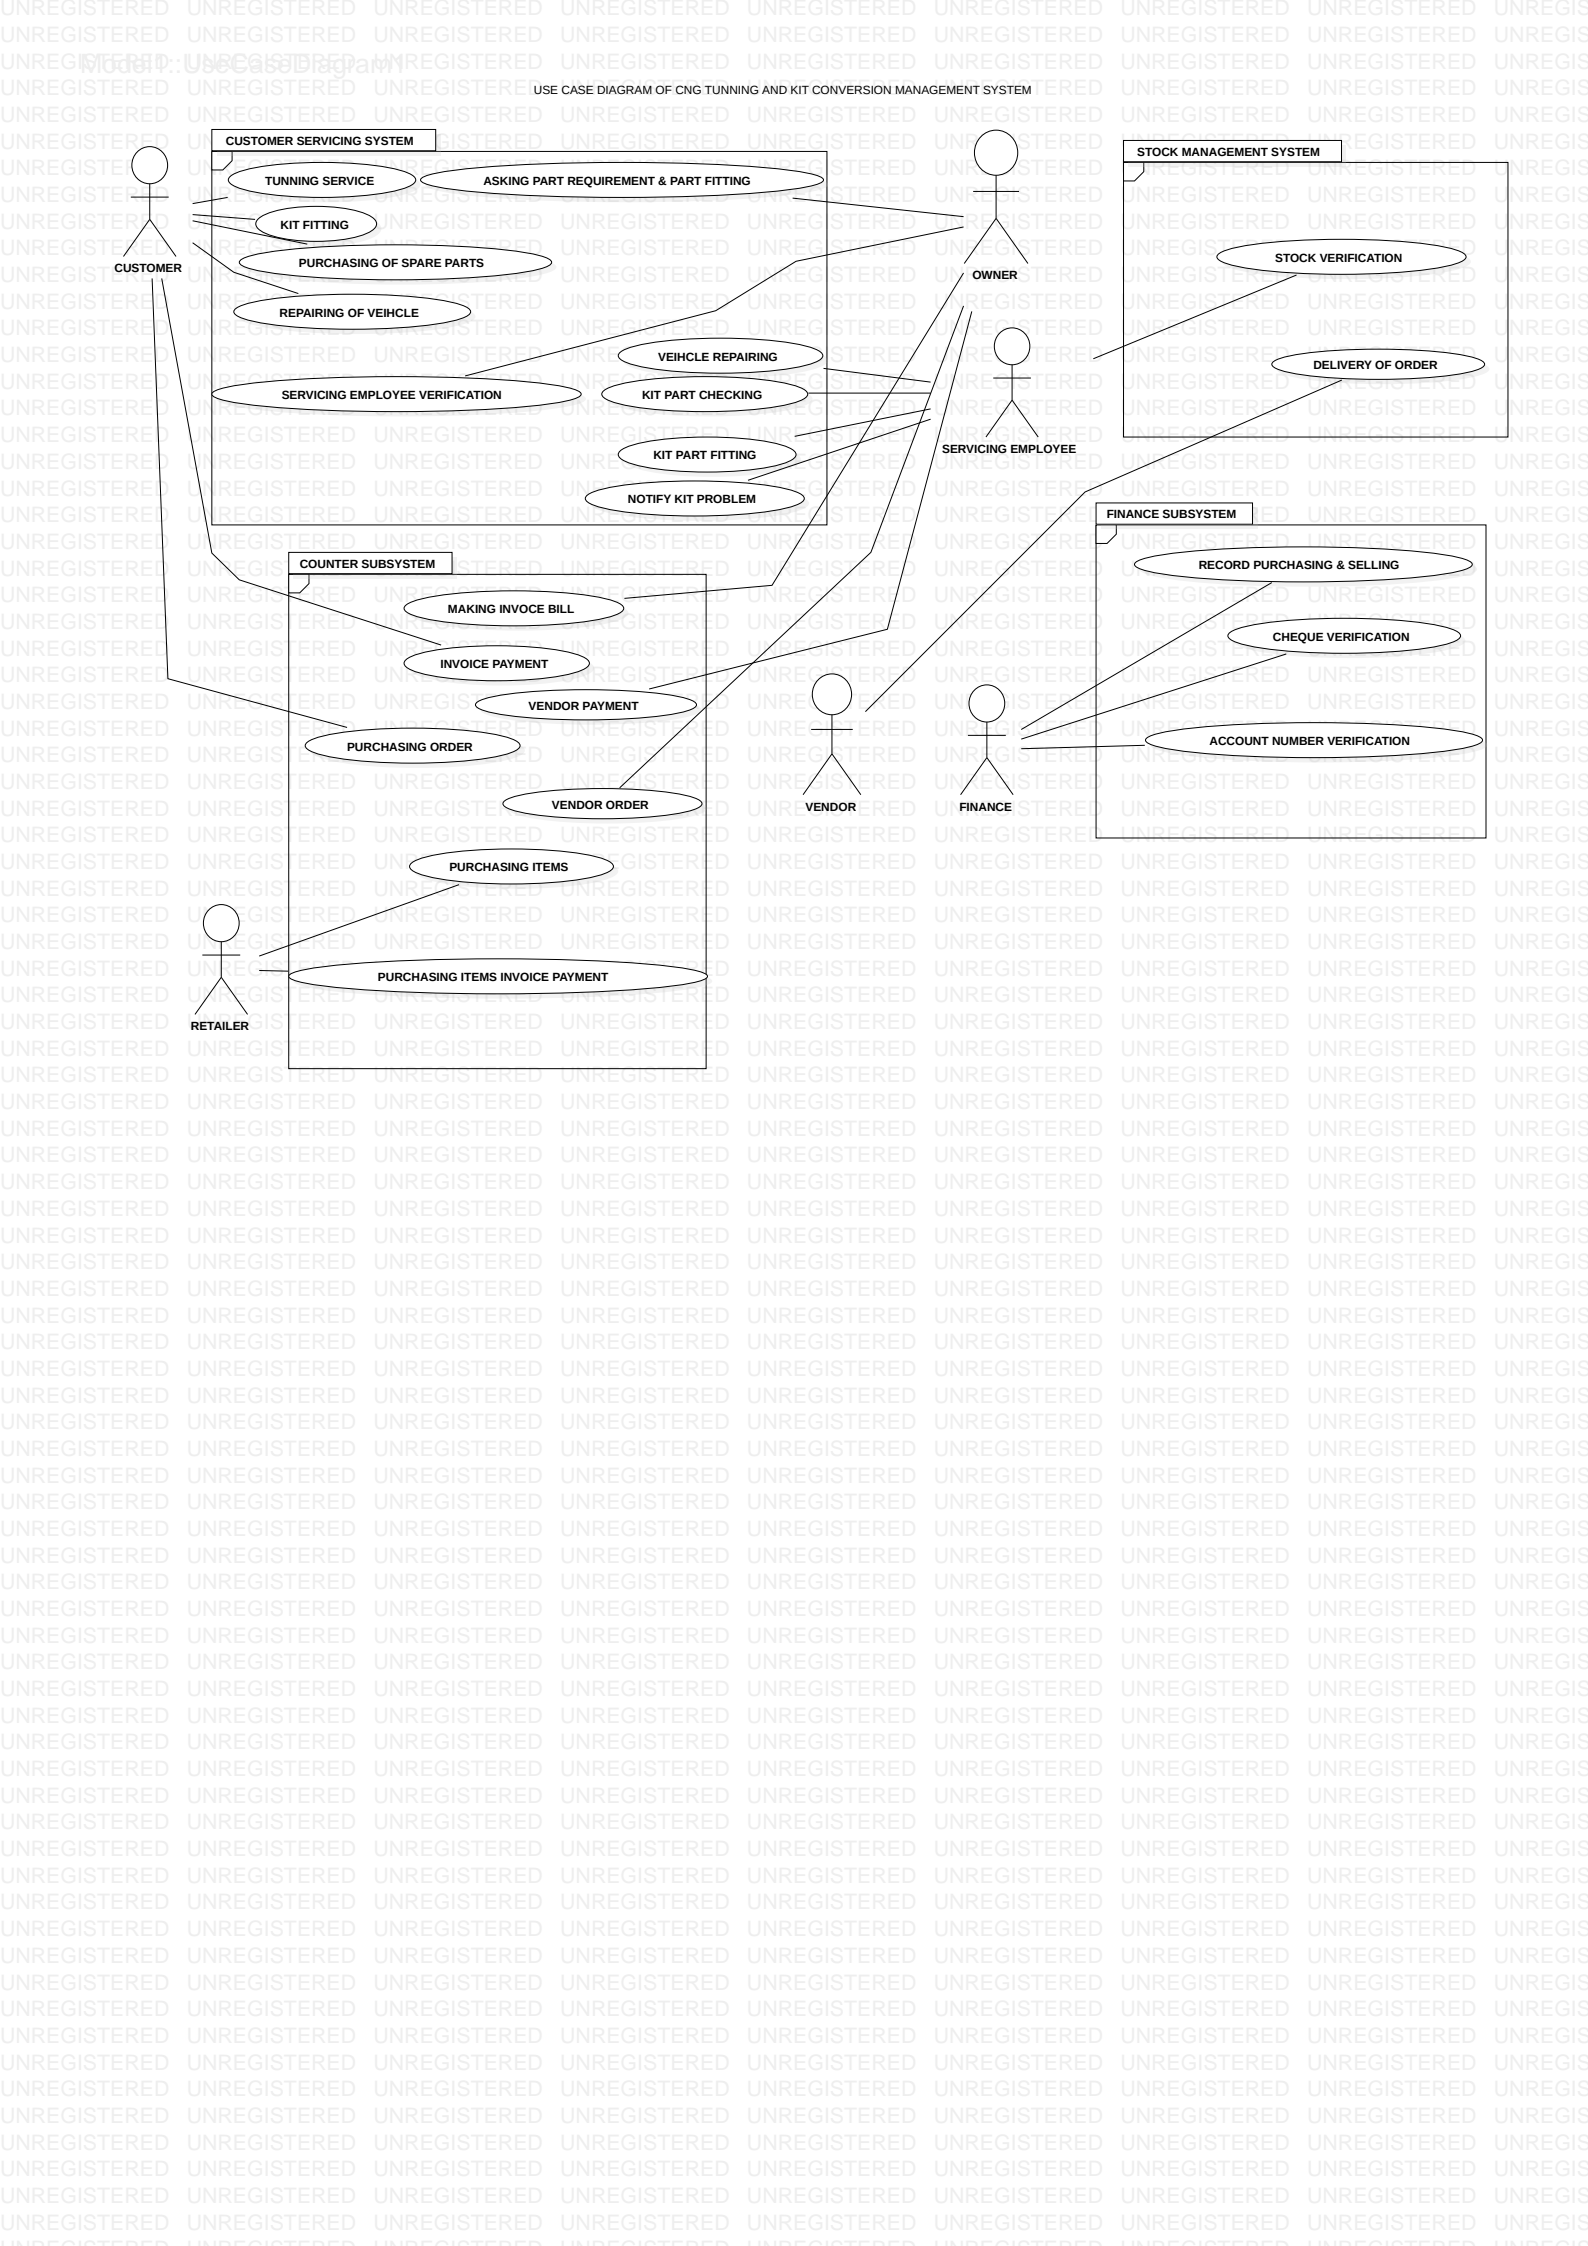 Model1::UseCaseDiagram1
USE CASE DIAGRAM OF CNG TUNNING AND KIT CONVERSION MANAGEMENT SYSTEM
CUSTOMER SERVICING SYSTEM
STOCK MANAGEMENT SYSTEM
TUNNING SERVICE
ASKING PART REQUIREMENT & PART FITTING
KIT FITTING
PURCHASING OF SPARE PARTS
STOCK VERIFICATION
CUSTOMER
OWNER
REPAIRING OF VEIHCLE
VEIHCLE REPAIRING
DELIVERY OF ORDER
SERVICING EMPLOYEE VERIFICATION
KIT PART CHECKING
KIT PART FITTING
SERVICING EMPLOYEE
NOTIFY KIT PROBLEM
FINANCE SUBSYSTEM
COUNTER SUBSYSTEM
RECORD PURCHASING & SELLING
MAKING INVOCE BILL
CHEQUE VERIFICATION
INVOICE PAYMENT
VENDOR PAYMENT
PURCHASING ORDER
ACCOUNT NUMBER VERIFICATION
VENDOR ORDER
VENDOR
FINANCE
PURCHASING ITEMS
PURCHASING ITEMS INVOICE PAYMENT
RETAILER
UNREGISTERED